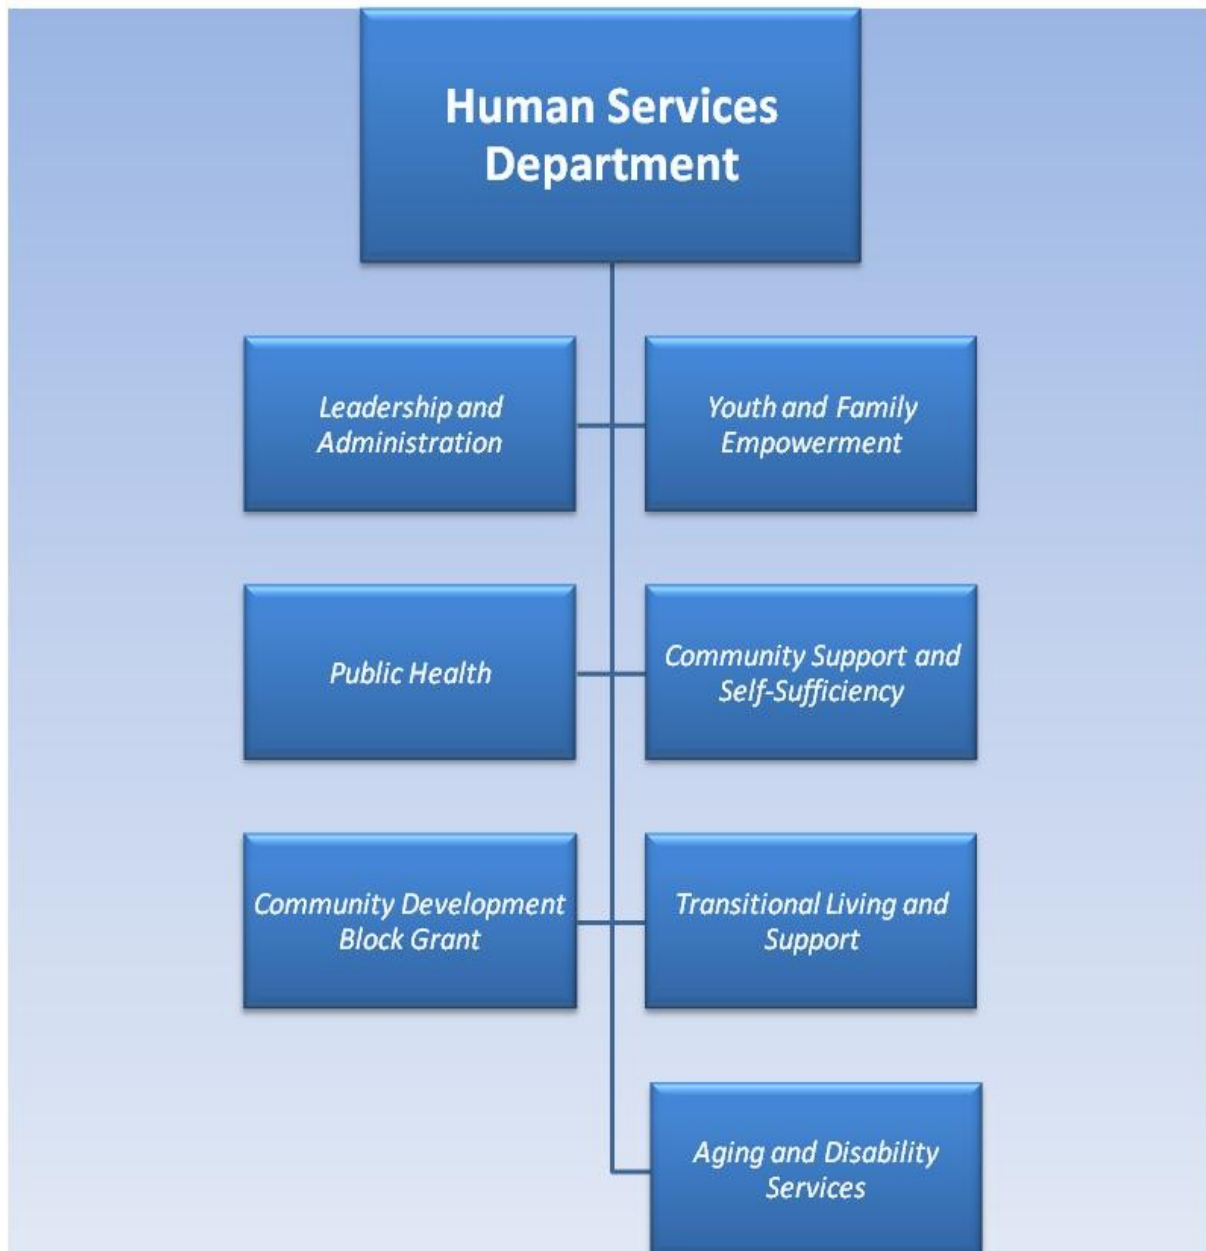 Human Services
Department
Leadership and
Administration
Youth and Family
Empowerment
Public Health
Community Support and
Self-Sufficiency
Community Development
Block Grant
Transitional Living and
Support
Aging and Disability
Services